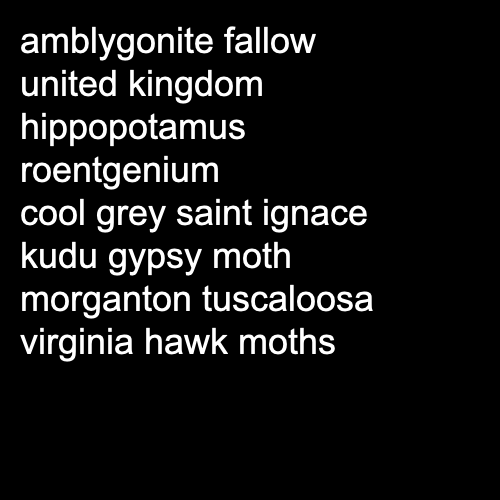 amblygonite fallow
united kingdom
hippopotamus
roentgenium
cool grey saint ignace
kudu gypsy moth
morganton tuscaloosa
virginia hawk moths